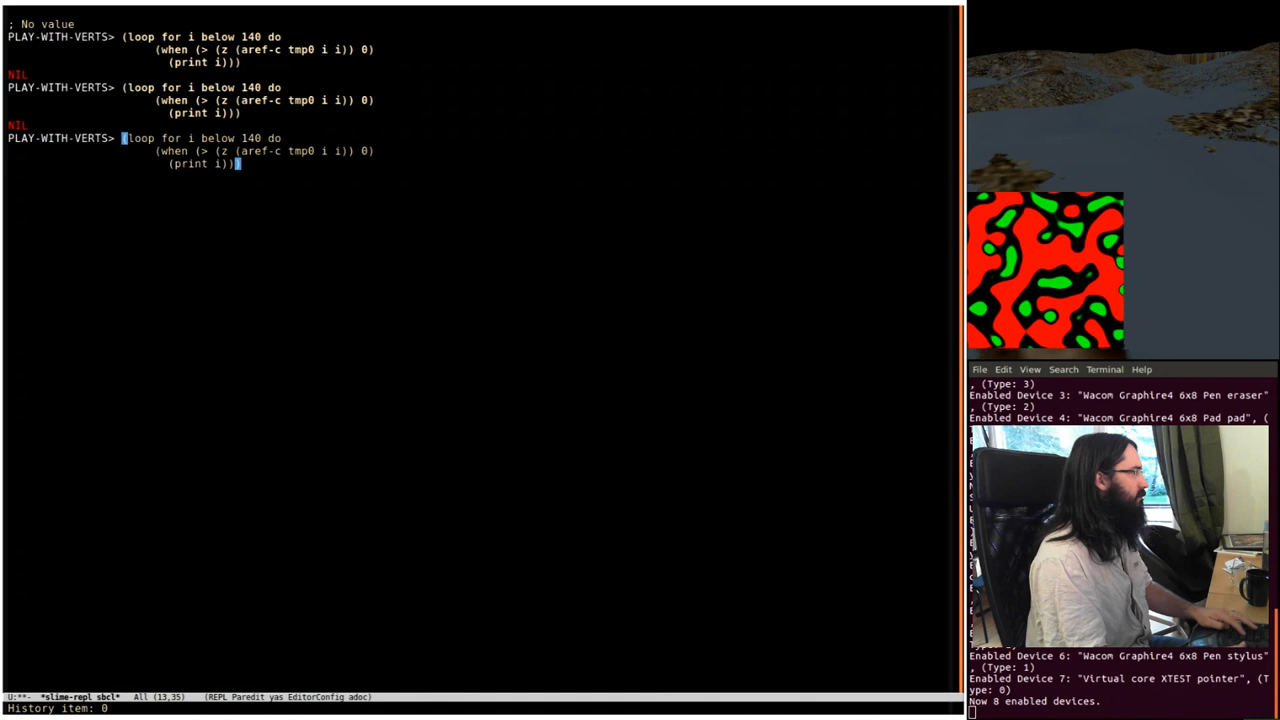 ; No value
PLAY-WITH-VERTS> (loop for i below 140 do
(when (> (z (aref-c tmp0 i i)) 0)
(print i)))
NIL
PLAY-WITH-VERTS> (loop for i below 140 do
(when (> (z (aref-c tmp0 i i)) 0)
(print i)))
NIL
PLAY-WITH-VERTS> (loop for i below 140 do
(when (> (z (aref-c tmp0 i i)) 0)
(print i)))
U:**- *slime-repl sbcl* All (13,35) (REPL Paredit yas EditorConfig adoc)
History item: 0
File Edit View Search Terminal Help
, (Type: 3)
Enabled Device 3: "Wacom Graphire4 6x8 Pen eraser"
, (Type: 2)
Enabled Device 4: "Wacom Graphire4 6x8 Pad pad", (
Enabled Device 6: "Wacom Graphire4 6x8 Pen stylus"
, (Type: 1)
Enabled Device 7: "Virtual core XTEST pointer", (T
ype: 0)
Now 8 enabled devices.